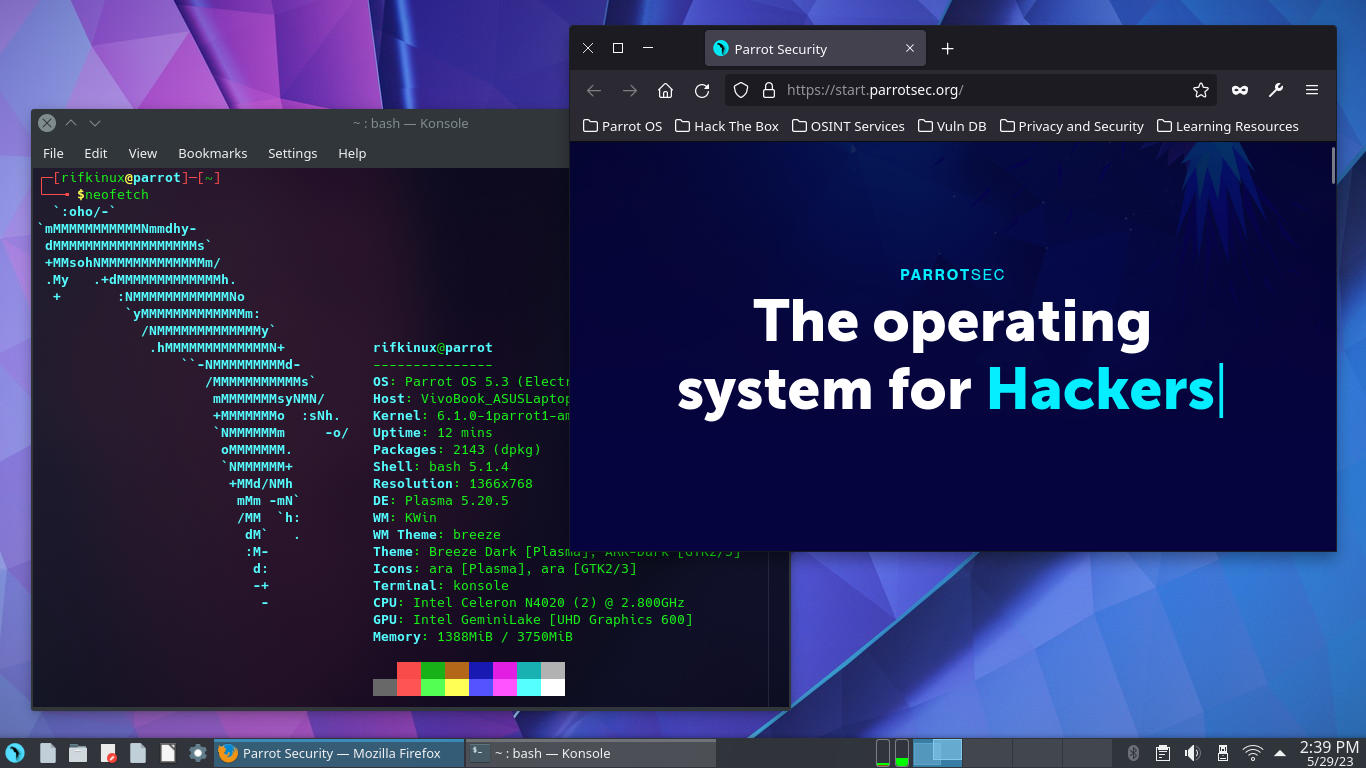 ~ : bash — Konsole
File Edit View Bookmarks Settings Help
┌─[rifkinux@parrot]─[~]
└──╼ $neofetch
`:oho/-`
`mMMMMMMMMMMMNmmdhy-
dMMMMMMMMMMMMMMMMMMs`
+MMsohNMMMMMMMMMMMMMm/
.My   .+dMMMMMMMMMMMMMh.
+       :NMMMMMMMMMMMMNo
`yMMMMMMMMMMMMMm:
/NMMMMMMMMMMMMMy`
.hMMMMMMMMMMMMMN+ rifkinux@parrot
``-NMMMMMMMMMd- ---------------
/MMMMMMMMMMMs` OS: Parrot OS 5.3 (Electr
mMMMMMMMsyNMN/ Host: VivoBook_ASUSLaptop
+MMMMMMMo  :sNh. Kernel: 6.1.0-1parrot1-am
`NMMMMMMm     -o/ Uptime: 12 mins
oMMMMMMM. Packages: 2143 (dpkg)
`NMMMMMM+ Shell: bash 5.1.4
+MMd/NMh Resolution: 1366x768
mMm -mN` DE: Plasma 5.20.5
/MM  `h: WM: KWin
dM`   . WM Theme: breeze
:M- Theme: Breeze Dark [Plasma], ARK-Dark [GTK2/3]
d: Icons: ara [Plasma], ara [GTK2/3]
-+ Terminal: konsole
- CPU: Intel Celeron N4020 (2) @ 2.800GHz
GPU: Intel GeminiLake [UHD Graphics 600]
Memory: 1388MiB / 3750MiB
Parrot Security
https://start.parrotsec.org/
Parrot OS Hack The Box OSINT Services Vuln DB Privacy and Security Learning Resources
PARROTSEC
The operating
system for Hackers
Parrot Security — Mozilla Firefox ~ : bash — Konsole 2:39 PM
5/29/23